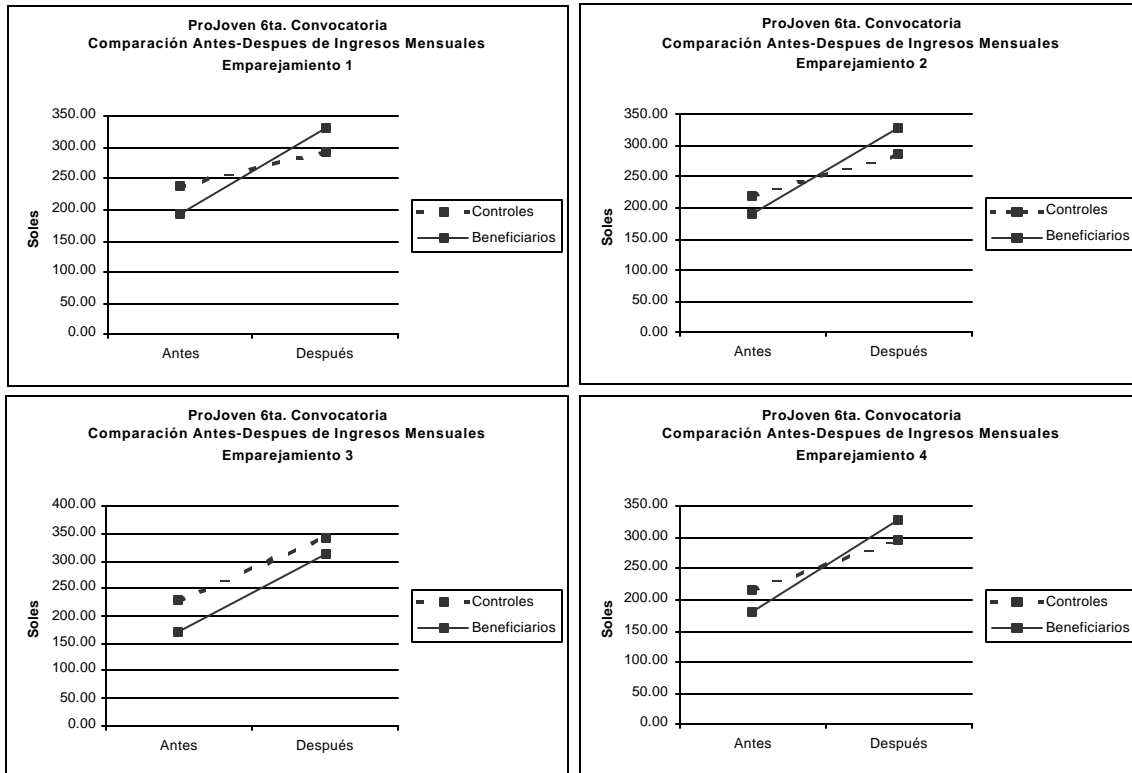 ProJoven 6ta. Convocatoria
Comparación Antes-Despues de Ingresos Mensuales
Emparejamiento 1
350.00
300.00
250.00
200.00
150.00
100.00
50.00
0.00
Soles
Antes
Después
Controles
Beneficiarios
ProJoven 6ta. Convocatoria
Comparación Antes-Despues de Ingresos Mensuales
Emparejamiento 2
350.00
300.00
250.00
200.00
150.00
100.00
50.00
0.00
Soles
Antes
Después
Controles
Beneficiarios
ProJoven 6ta. Convocatoria
Comparación Antes-Despues de Ingresos Mensuales
Emparejamiento 3
400.00
350.00
300.00
250.00
200.00
150.00
100.00
50.00
0.00
Soles
Antes
Después
Controles
Beneficiarios
ProJoven 6ta. Convocatoria
Comparación Antes-Despues de Ingresos Mensuales
Emparejamiento 4
350.00
300.00
250.00
200.00
150.00
100.00
50.00
0.00
Soles
Antes
Después
Controles
Beneficiarios